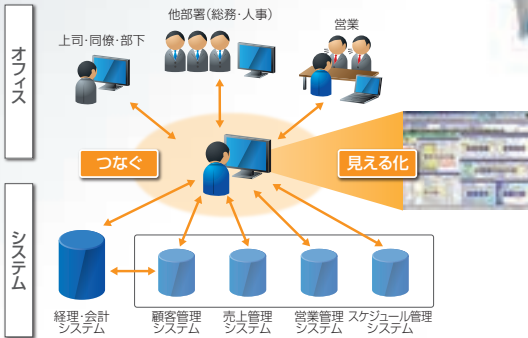 オフィス
上司・同僚・部下
他部署(総務・人事)
営業
つなぐ
見える化
システム
経理・会計
システム
顧客管理
システム
売上管理
システム
営業管理
システム
スケジュール管理
システム